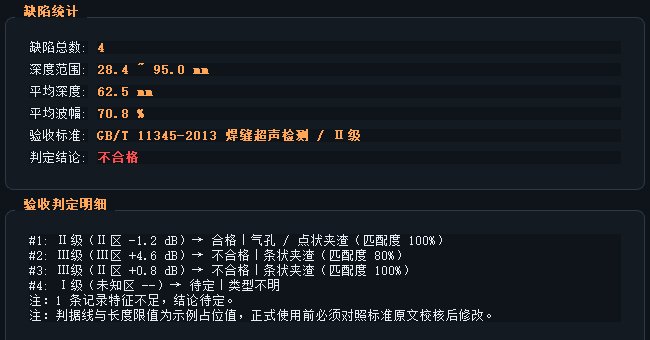 缺陷统计
缺陷总数: 4
深度范围: 28.4 ~ 95.0 mm
平均深度: 62.5 mm
平均波幅: 70.8 %
验收标准: GB/T 11345-2013 焊缝超声检测 / Ⅱ级
判定结论: 不合格
验收判定明细
#1: Ⅱ级（Ⅱ区 -1.2 dB）→ 合格｜气孔 / 点状夹渣（匹配度 100%）
#2: Ⅲ级（Ⅲ区 +4.6 dB）→ 不合格｜条状夹渣（匹配度 80%）
#3: Ⅲ级（Ⅱ区 +0.8 dB）→ 不合格｜条状夹渣（匹配度 100%）
#4: Ⅰ级（未知区 --）→ 待定｜类型不明
注：1 条记录特征不足，结论待定。
注：判据线与长度限值为示例占位值，正式使用前必须对照标准原文校核后修改。